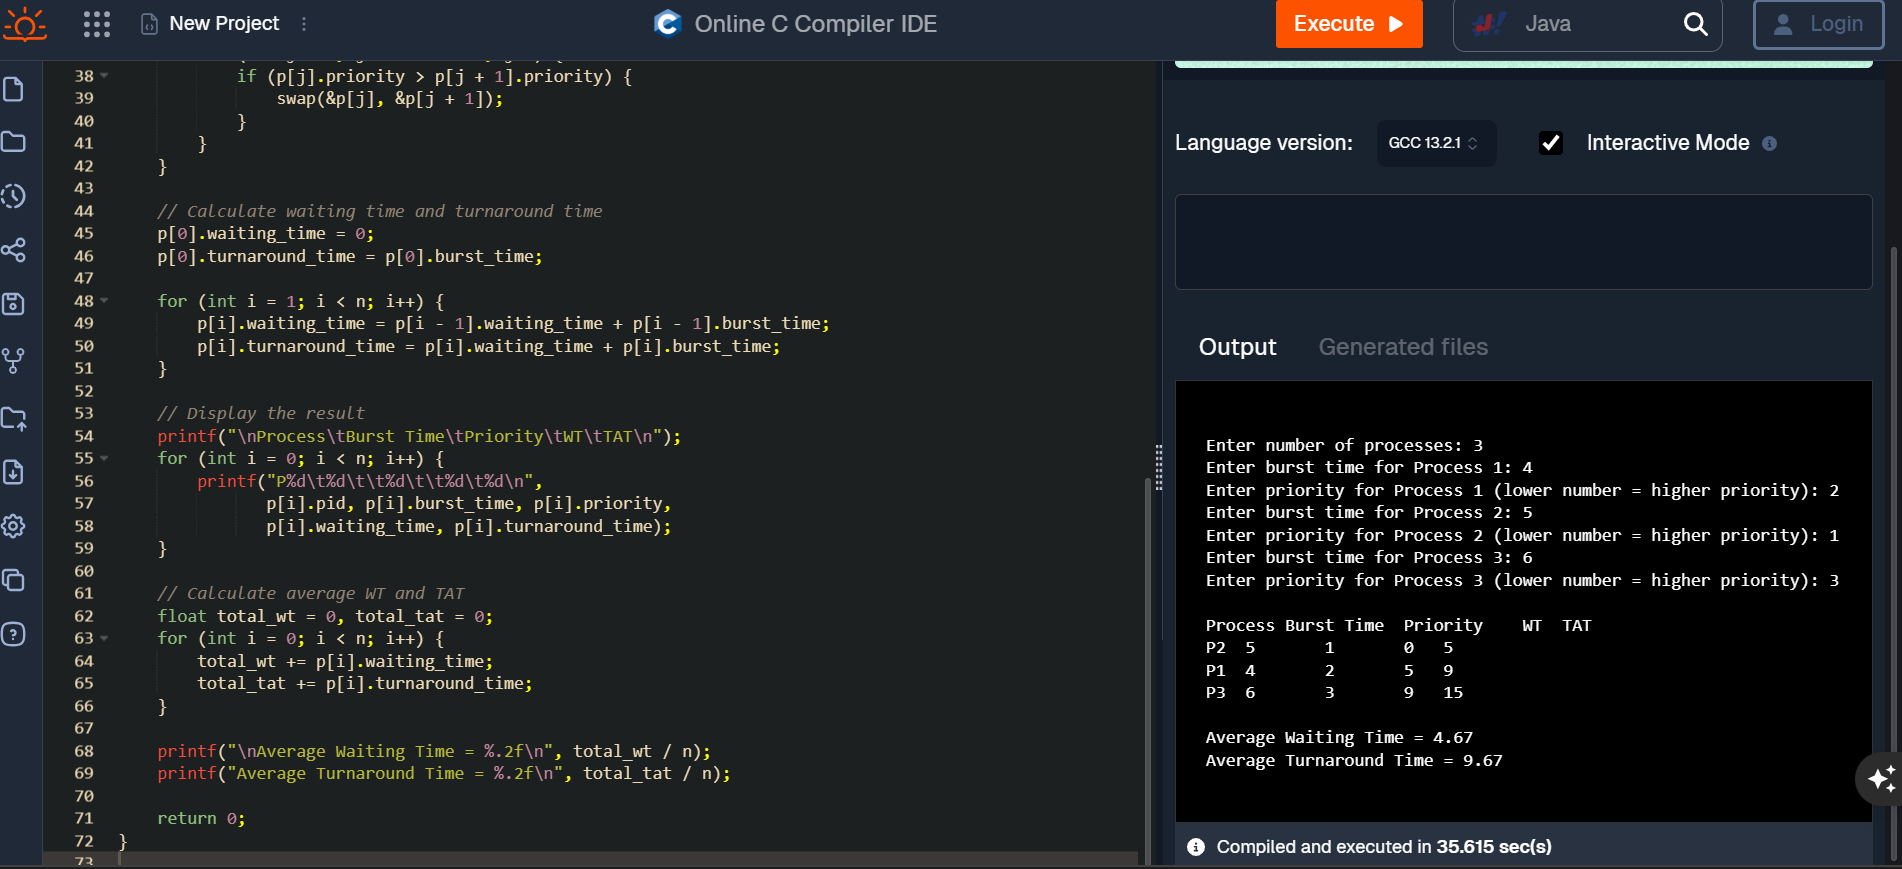 New Project
Online C Compiler IDE
Execute
Java
Login
38 if (p[j].priority > p[j + 1].priority) {
39 swap(&p[j], &p[j + 1]);
40 }
41 }
42 }
43
44 // Calculate waiting time and turnaround time
45 p[0].waiting_time = 0;
46 p[0].turnaround_time = p[0].burst_time;
47
48 for (int i = 1; i < n; i++) {
49 p[i].waiting_time = p[i - 1].waiting_time + p[i - 1].burst_time;
50 p[i].turnaround_time = p[i].waiting_time + p[i].burst_time;
51 }
52
53 // Display the result
54 printf("\nProcess\tBurst Time\tPriority\tWT\tTAT\n");
55 for (int i = 0; i < n; i++) {
56 printf("P%d\t%d\t\t%d\t\t%d\t%d\n",
57 p[i].pid, p[i].burst_time, p[i].priority,
58 p[i].waiting_time, p[i].turnaround_time);
59 }
60
61 // Calculate average WT and TAT
62 float total_wt = 0, total_tat = 0;
63 for (int i = 0; i < n; i++) {
64 total_wt += p[i].waiting_time;
65 total_tat += p[i].turnaround_time;
66 }
67
68 printf("\nAverage Waiting Time = %.2f\n", total_wt / n);
69 printf("Average Turnaround Time = %.2f\n", total_tat / n);
70
71 return 0;
72 }
73
Language version:
GCC 13.2.1
Interactive Mode
Output
Generated files
Enter number of processes: 3
Enter burst time for Process 1: 4
Enter priority for Process 1 (lower number = higher priority): 2
Enter burst time for Process 2: 5
Enter priority for Process 2 (lower number = higher priority): 1
Enter burst time for Process 3: 6
Enter priority for Process 3 (lower number = higher priority): 3
Process Burst Time Priority WT TAT
P2 5 1 0 5
P1 4 2 5 9
P3 6 3 9 15
Average Waiting Time = 4.67
Average Turnaround Time = 9.67
Compiled and executed in 35.615 sec(s)